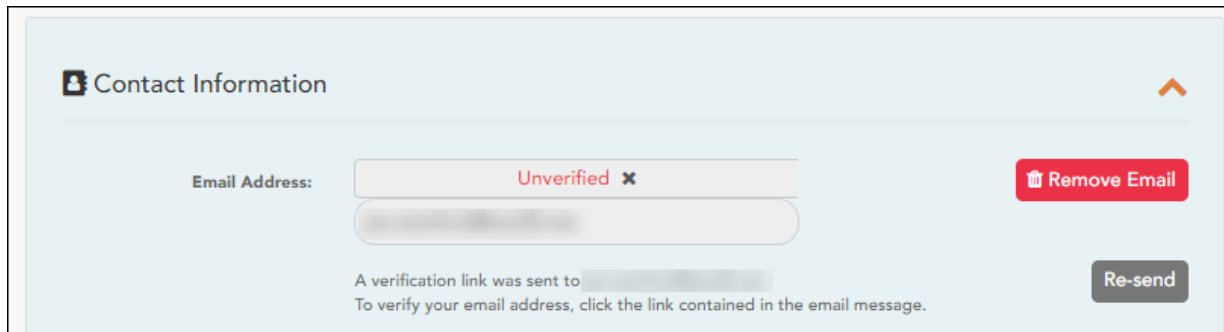 Contact Information
Email Address:
Unverified ✖
Remove Email
A verification link was sent to
Re-send
To verify your email address, click the link contained in the email message.